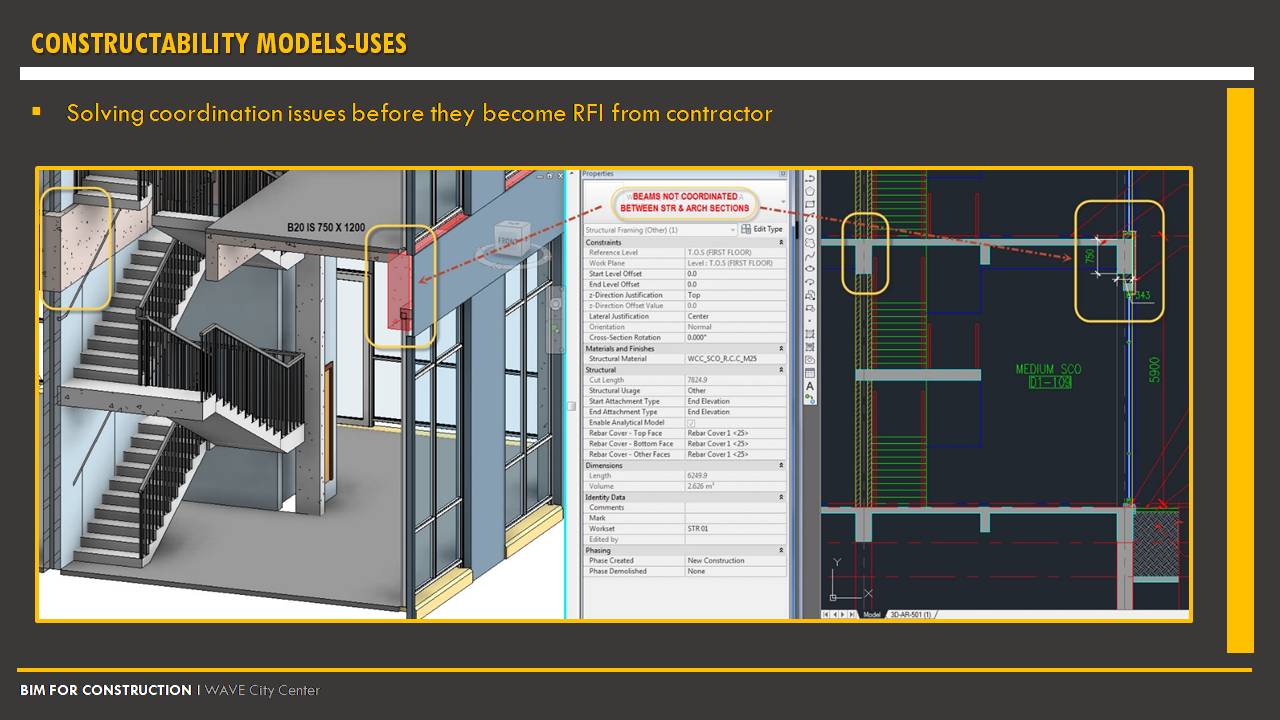 CONSTRUCTABILITY MODELS-USES
▪ Solving coordination issues before they become RFI from contractor
B20 IS 750 X 1200
FRONT
Properties
BEAMS NOT COORDINATED
BETWEEN STR & ARCH SECTIONS
Structural Framing (Other) (1)
Edit Type
Constraints
Reference Level T.O.S (FIRST FLOOR)
Work Plane Level : T.O.S (FIRST FLOOR)
Start Level Offset 0.0
End Level Offset 0.0
z-Direction Justification Top
z-Direction Offset Value 0.0
Lateral Justification Center
Orientation Normal
Cross-Section Rotation 0.000°
Materials and Finishes
Structural Material WCC_SCO_R.C.C_M25
Structural
Cut Length 7824.9
Structural Usage Other
Start Attachment Type End Elevation
End Attachment Type End Elevation
Enable Analytical Model
Rebar Cover - Top Face Rebar Cover 1 <25>
Rebar Cover - Bottom Face Rebar Cover 1 <25>
Rebar Cover - Other Faces Rebar Cover 1 <25>
Dimensions
Length 6249.9
Volume 2.626 m³
Identity Data
Comments
Mark
Workset STR 01
Edited by
Phasing
Phase Created New Construction
Phase Demolished None
A
750
343
MEDIUM SCO
D1-109
5900
Y
X
Model 3D-AR-501 (1)
BIM FOR CONSTRUCTION | WAVE City Center